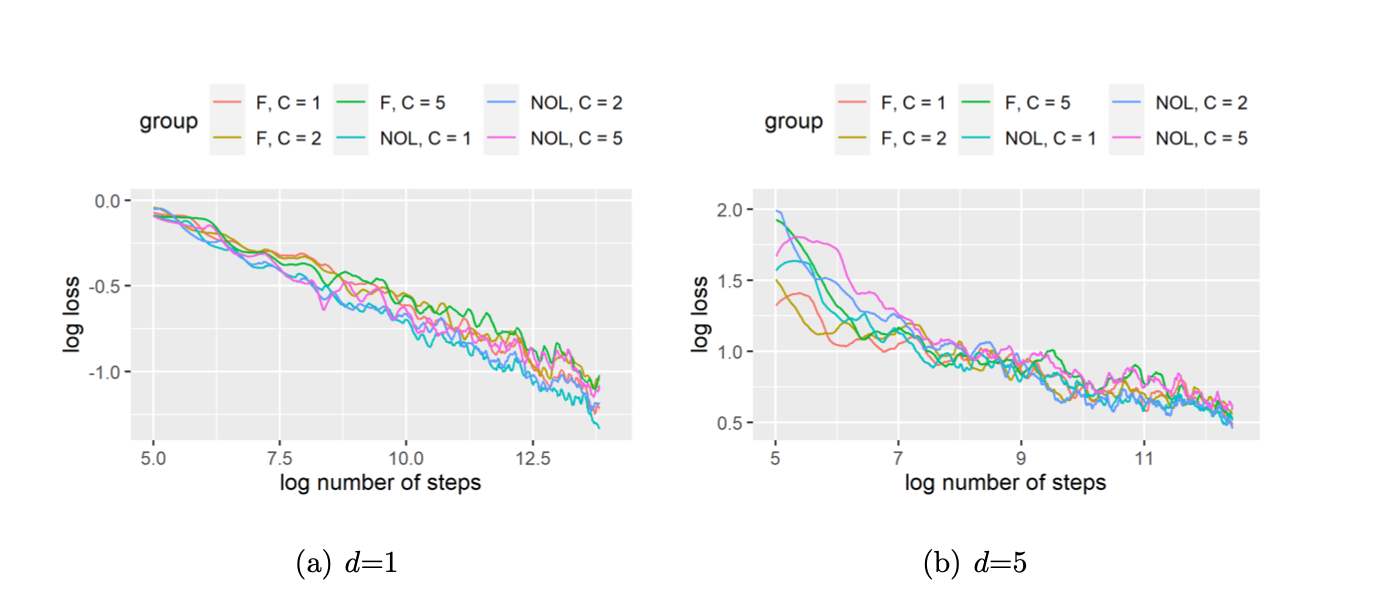 group F, C = 1 F, C = 5 NOL, C = 2
F, C = 2 NOL, C = 1 NOL, C = 5
0.0
-0.5
-1.0
log loss
5.0 7.5 10.0 12.5
log number of steps
(a) d=1
group F, C = 1 F, C = 5 NOL, C = 2
F, C = 2 NOL, C = 1 NOL, C = 5
2.0
1.5
1.0
0.5
log loss
5 7 9 11
log number of steps
(b) d=5